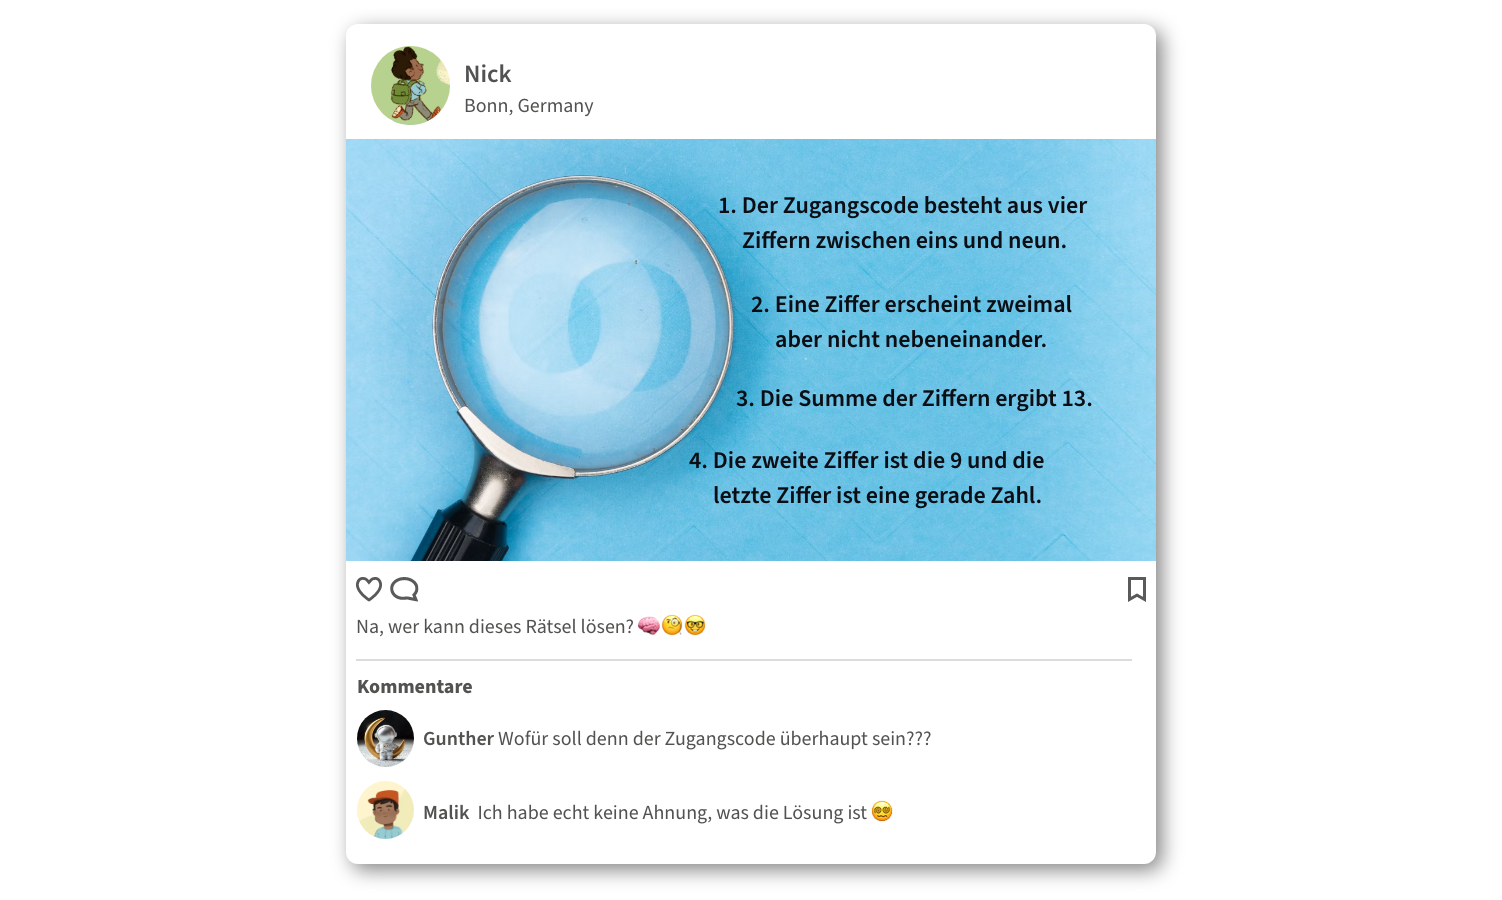 Nick
Bonn, Germany
1. Der Zugangscode besteht aus vier
Ziffern zwischen eins und neun.
2. Eine Ziffer erscheint zweimal
aber nicht nebeneinander.
3. Die Summe der Ziffern ergibt 13.
4. Die zweite Ziffer ist die 9 und die
letzte Ziffer ist eine gerade Zahl.
Na, wer kann dieses Rätsel lösen? 🧠🧐🤓
Kommentare
Gunther Wofür soll denn der Zugangscode überhaupt sein???
Malik Ich habe echt keine Ahnung, was die Lösung ist 😵‍💫